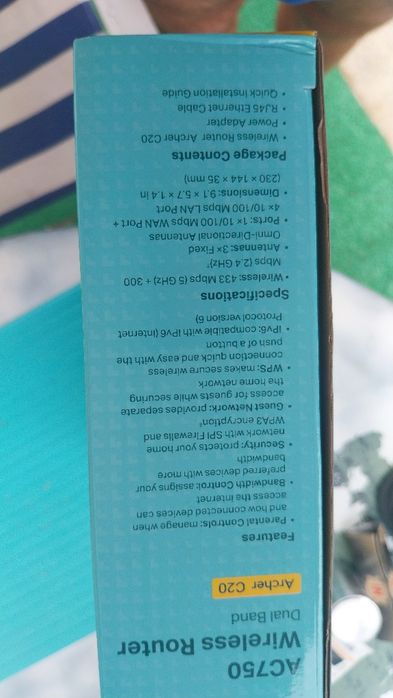 AC750
Wireless Router
Dual Band
Archer C20
Features
• Parental Controls: manage when
and how connected devices can
access the internet
• Bandwidth Control: assigns your
preferred devices with more
bandwidth
• Security: protects your home
network with SPI Firewalls and
WPA3 encryption§
• Guest Network: provides separate
access for guests while securing
the home network
• WPS: makes secure wireless
connection quick and easy with the
push of button
• IPv6: compatible with IPv6 (Internet
Protocol version 6)
Specifications
• Wireless: 433 Mbps (5 GHz) + 300
Mbps (2.4 GHz)†
• Antennas: 3× Fixed
Omni-Directional Antennas
• Ports: 1× 10/100 Mbps WAN Port +
4× 10/100 Mbps LAN Port
• Dimensions: 9.1 × 5.7 × 1.4 in
(230 × 144 × 35 mm)
Package Contents
• Wireless Router Archer C20
• Power Adapter
• RJ45 Ethernet Cable
• Quick Installation Guide